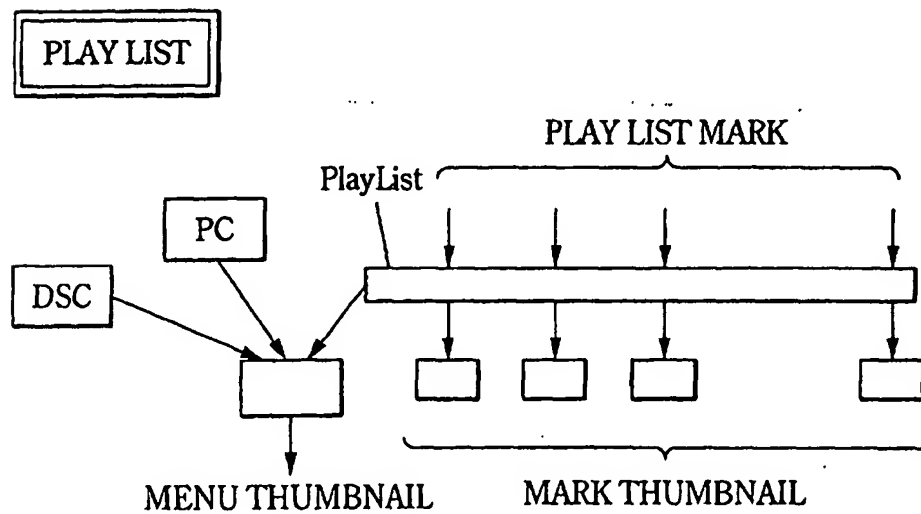 PLAY LIST
PLAY LIST MARK
PlayList
PC
DSC
MENU THUMBNAIL
MARK THUMBNAIL